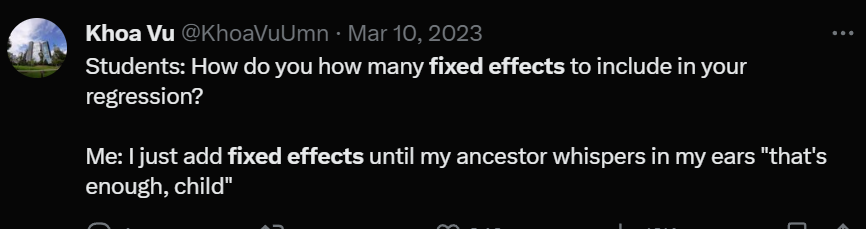 Khoa Vu @KhoaVuUmn · Mar 10, 2023
Students: How do you how many fixed effects to include in your
regression?
Me: I just add fixed effects until my ancestor whispers in my ears "that's
enough, child"